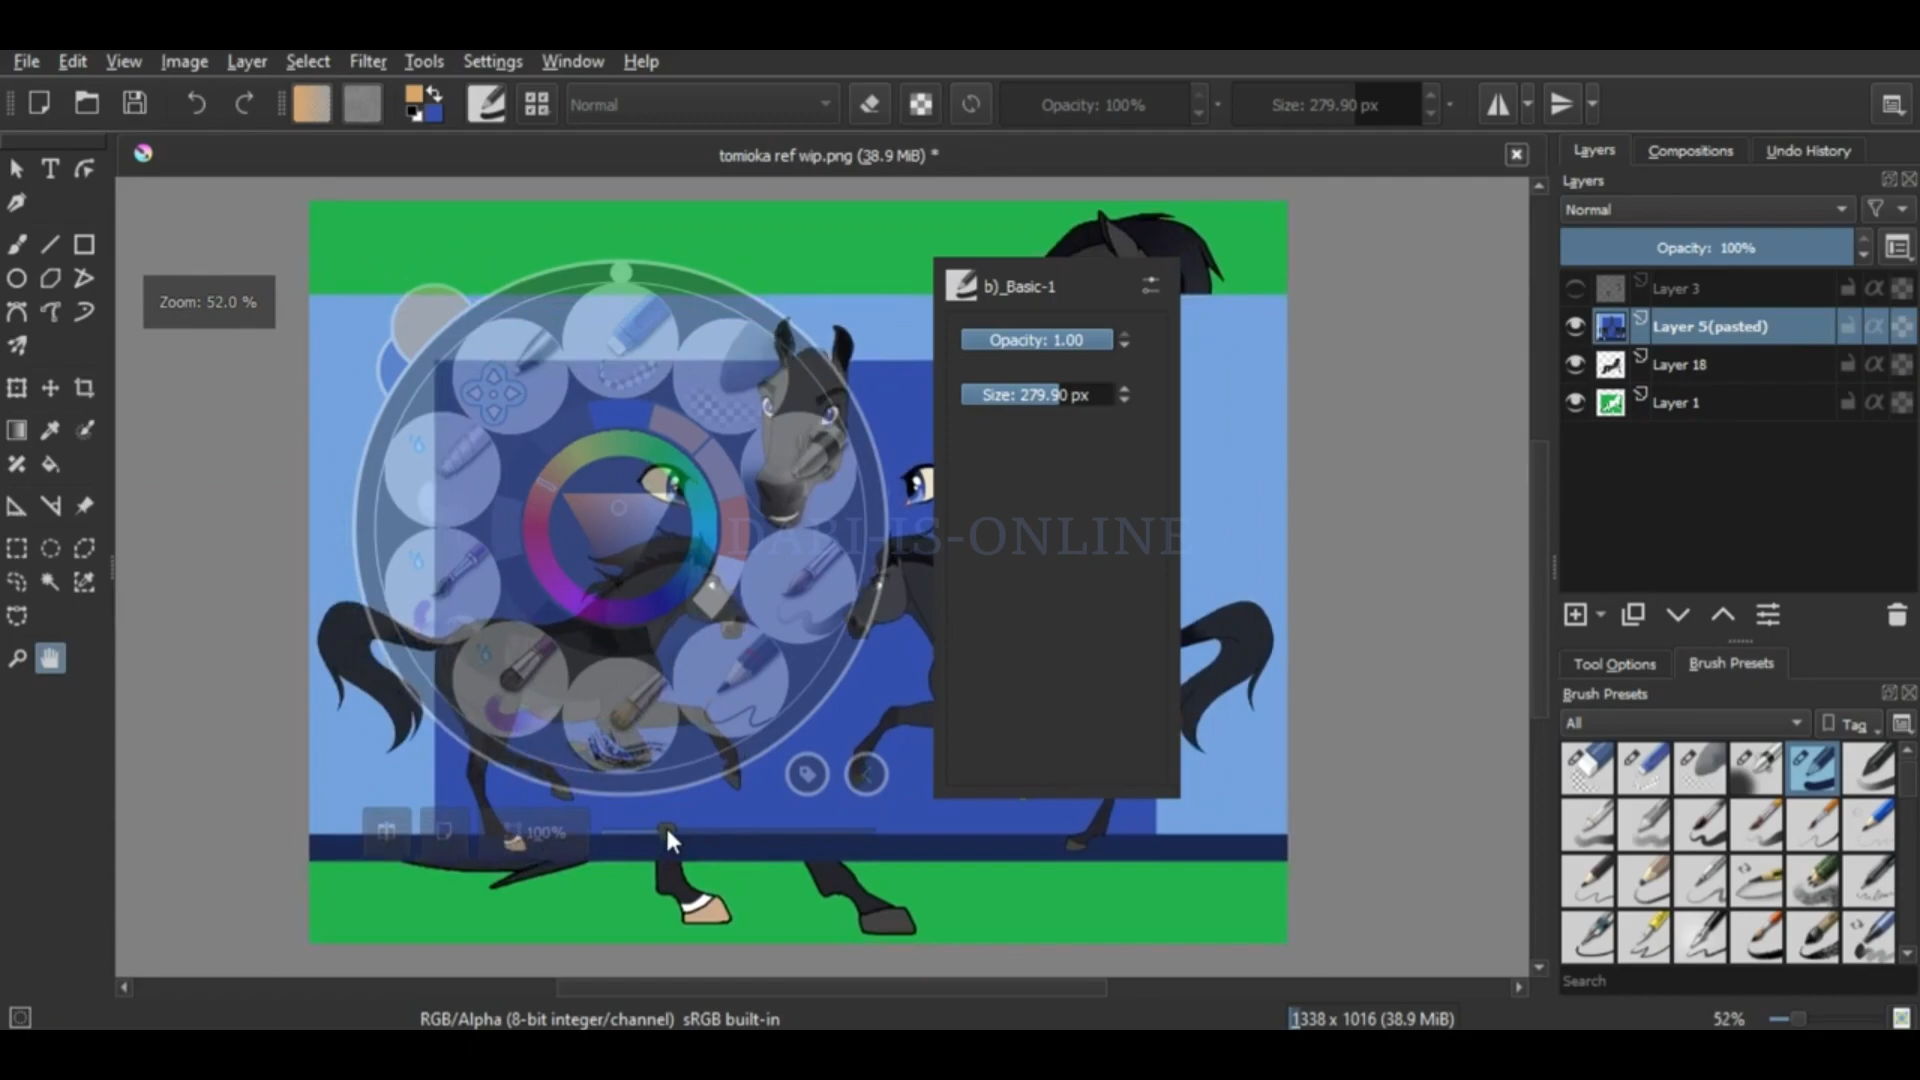 File Edit View Image Layer Select Filter Tools Settings Window Help
Normal
Opacity: 100%
Size: 279.90 px
tomioka ref wip.png (38.9 MiB) *
Zoom: 52.0 %
b)_Basic-1
Opacity: 1.00
Size: 279.90 px
DARI-IS-ONLINE
100%
Layers Compositions Undo History
Layers
Normal
Opacity: 100%
Layer 3
Layer 5(pasted)
Layer 18
Layer 1
Tool Options Brush Presets
Brush Presets
All
Tag
Search
RGB/Alpha (8-bit integer/channel) sRGB built-in
1338 x 1016 (38.9 MiB)
52%